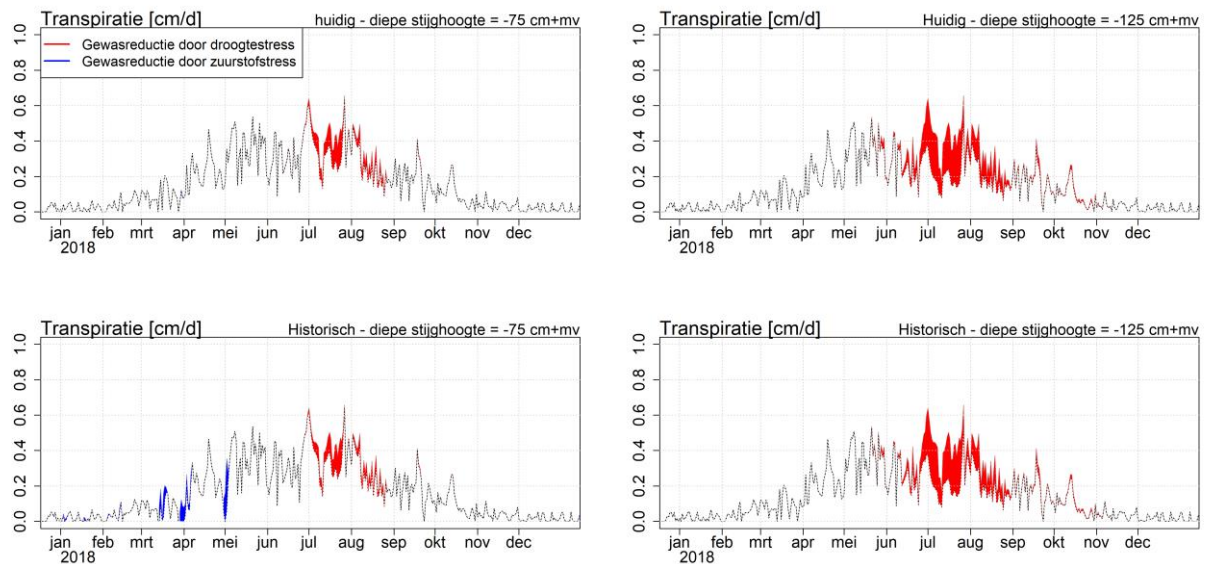 Transpiratie [cm/d] huidig - diepe stijghoogte = -75 cm+mv
1.0
Gewasreductie door droogtestress
Gewasreductie door zuurstofstress
0.8
0.6
0.4
0.2
0.0
jan feb mrt apr mei jun jul aug sep okt nov dec
2018
Transpiratie [cm/d] Huidig - diepe stijghoogte = -125 cm+mv
1.0
0.8
0.6
0.4
0.2
0.0
jan feb mrt apr mei jun jul aug sep okt nov dec
2018
Transpiratie [cm/d] Historisch - diepe stijghoogte = -75 cm+mv
1.0
0.8
0.6
0.4
0.2
0.0
jan feb mrt apr mei jun jul aug sep okt nov dec
2018
Transpiratie [cm/d] Historisch - diepe stijghoogte = -125 cm+mv
1.0
0.8
0.6
0.4
0.2
0.0
jan feb mrt apr mei jun jul aug sep okt nov dec
2018